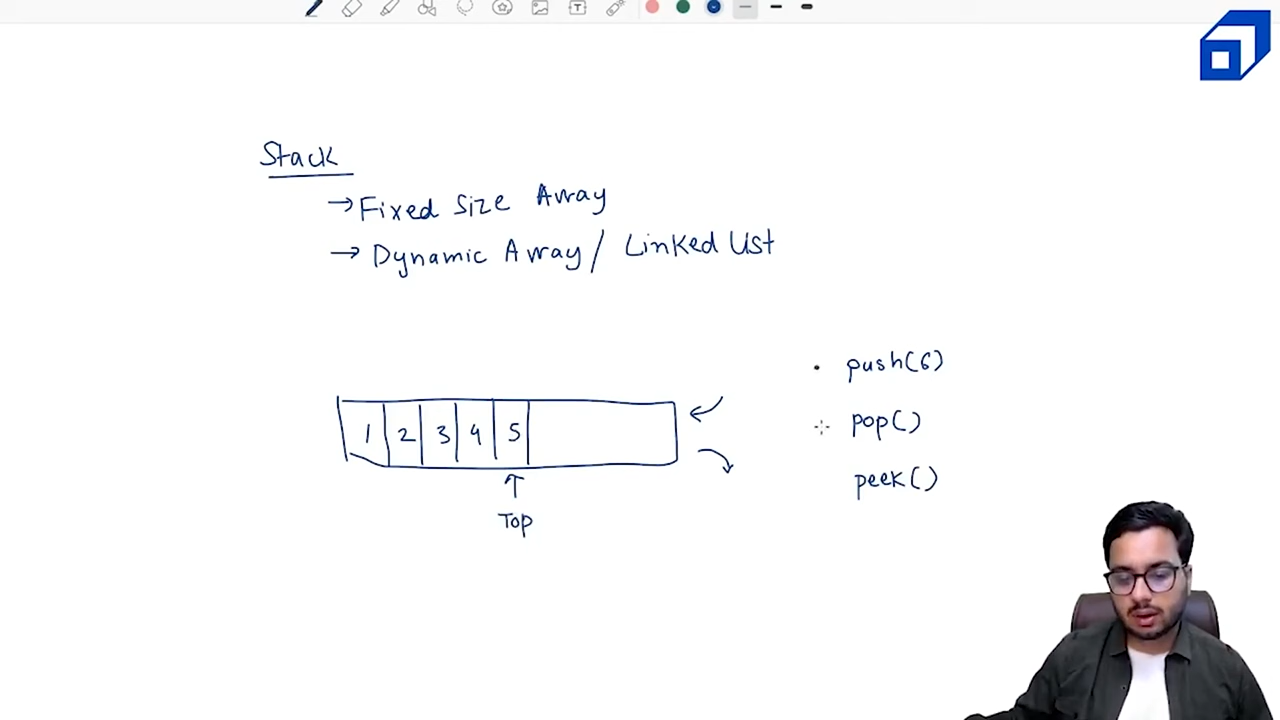 Stack
→ Fixed Size Array
→ Dynamic Array / Linked List
1 2 3 4 5
Top
• push(6)
pop()
peek()